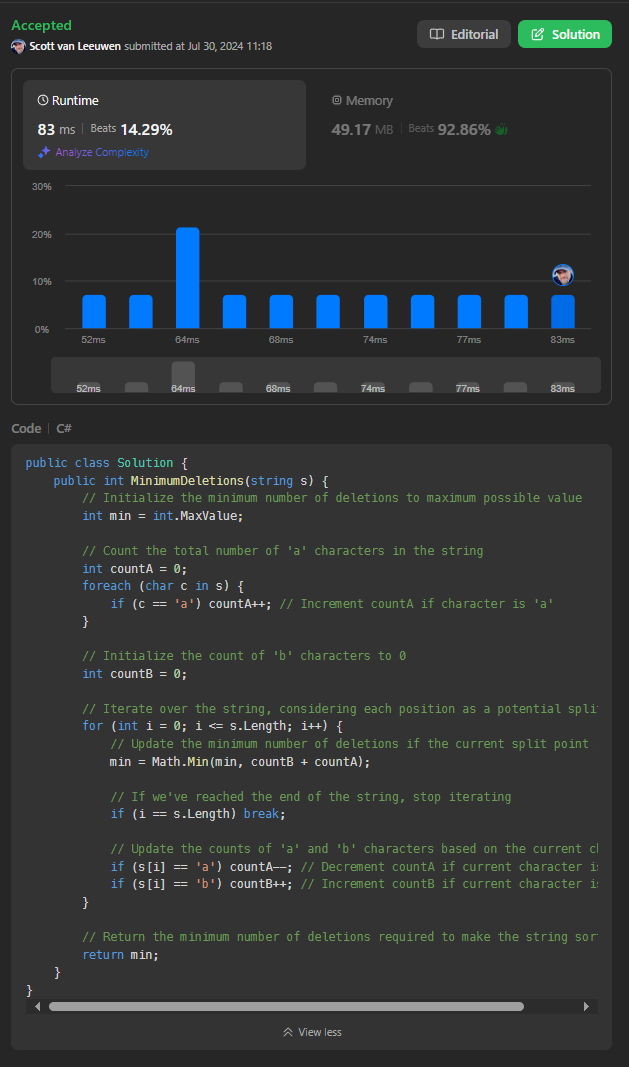 Accepted
Scott van Leeuwen submitted at Jul 30, 2024 11:18
Editorial
Solution
Runtime
83 ms | Beats 14.29%
Analyze Complexity
Memory
49.17 MB | Beats 92.86%
30%
20%
10%
0%
52ms 64ms 68ms 74ms 77ms 83ms
52ms 64ms 68ms 74ms 77ms 83ms
Code | C#
public class Solution {
    public int MinimumDeletions(string s) {
        // Initialize the minimum number of deletions to maximum possible value
        int min = int.MaxValue;
        // Count the total number of 'a' characters in the string
        int countA = 0;
        foreach (char c in s) {
            if (c == 'a') countA++; // Increment countA if character is 'a'
        }
        // Initialize the count of 'b' characters to 0
        int countB = 0;
        // Iterate over the string, considering each position as a potential spli
        for (int i = 0; i <= s.Length; i++) {
            // Update the minimum number of deletions if the current split point
            min = Math.Min(min, countB + countA);
            // If we've reached the end of the string, stop iterating
            if (i == s.Length) break;
            // Update the counts of 'a' and 'b' characters based on the current c
            if (s[i] == 'a') countA--; // Decrement countA if current character i
            if (s[i] == 'b') countB++; // Increment countB if current character i
        }
        // Return the minimum number of deletions required to make the string sor
        return min;
    }
}
View less